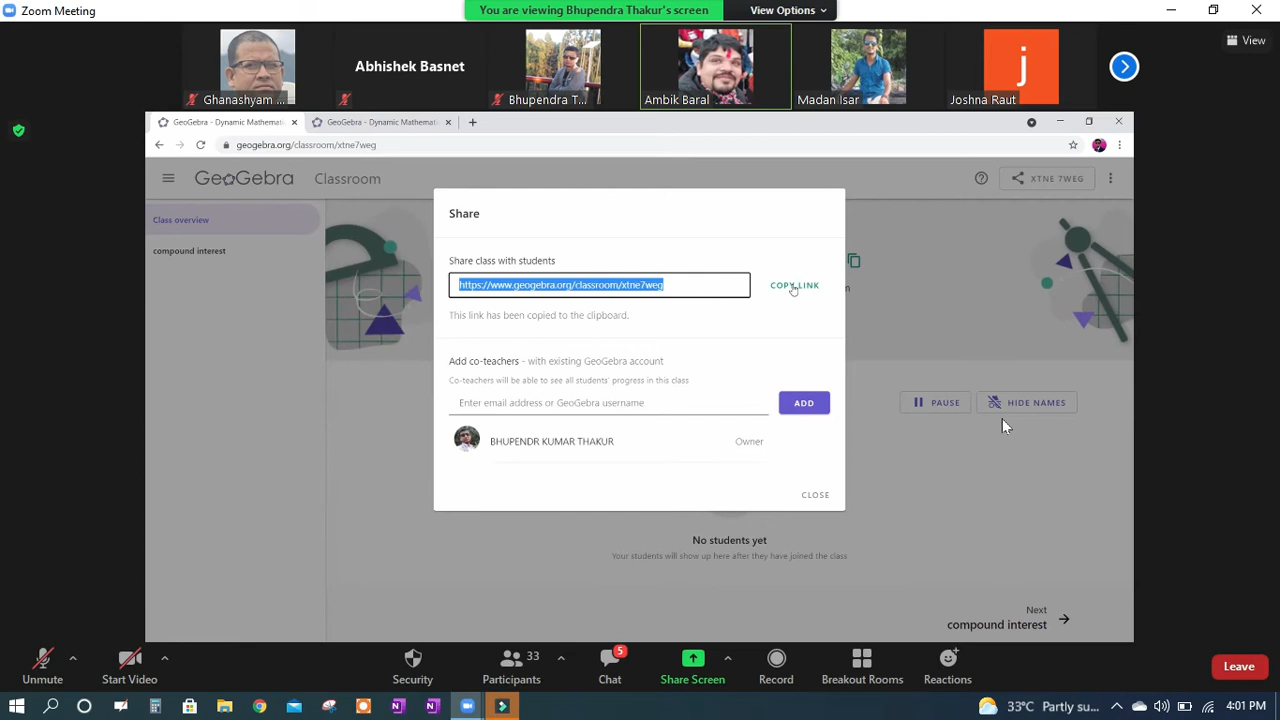 Zoom Meeting
You are viewing Bhupendra Thakur's screen
View Options
View
Ghanashyam ...
Abhishek Basnet
Bhupendra T...
Ambik Baral
Madan Isar
j
Joshna Raut
GeoGebra - Dynamic Mathemati
GeoGebra - Dynamic Mathemati
geogebra.org/classroom/xtne7weg
GeoGebra Classroom
XTNE 7WEG
Class overview
compound interest
Share
Share class with students
https://www.geogebra.org/classroom/xtne7weg
COPY LINK
This link has been copied to the clipboard.
Add co-teachers - with existing GeoGebra account
Co-teachers will be able to see all students' progress in this class
Enter email address or GeoGebra username
ADD
BHUPENDR KUMAR THAKUR
Owner
CLOSE
PAUSE
HIDE NAMES
No students yet
Your students will show up here after they have joined the class
Next
compound interest
Unmute
Start Video
Security
33
Participants
5
Chat
Share Screen
Record
Breakout Rooms
Reactions
Leave
33°C Partly su...
4:01 PM